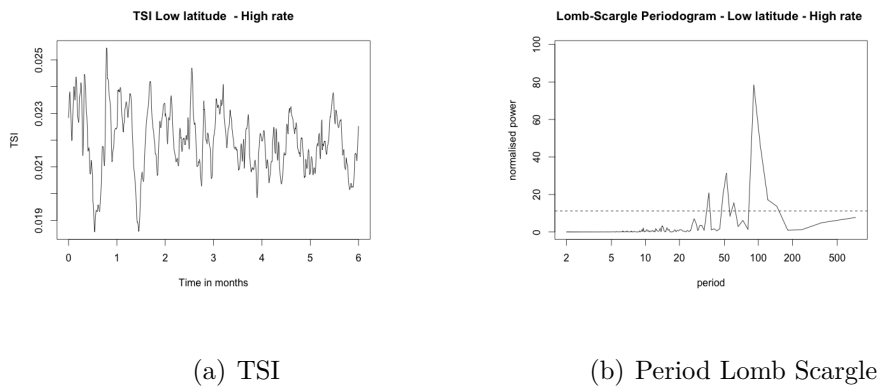 TSI Low latitude - High rate
TSI
0.019
0.021
0.023
0.025
0 1 2 3 4 5 6
Time in months
(a) TSI
Lomb-Scargle Periodogram - Low latitude - High rate
normalised power
0 20 40 60 80 100
2 5 10 20 50 100 200 500
period
(b) Period Lomb Scargle